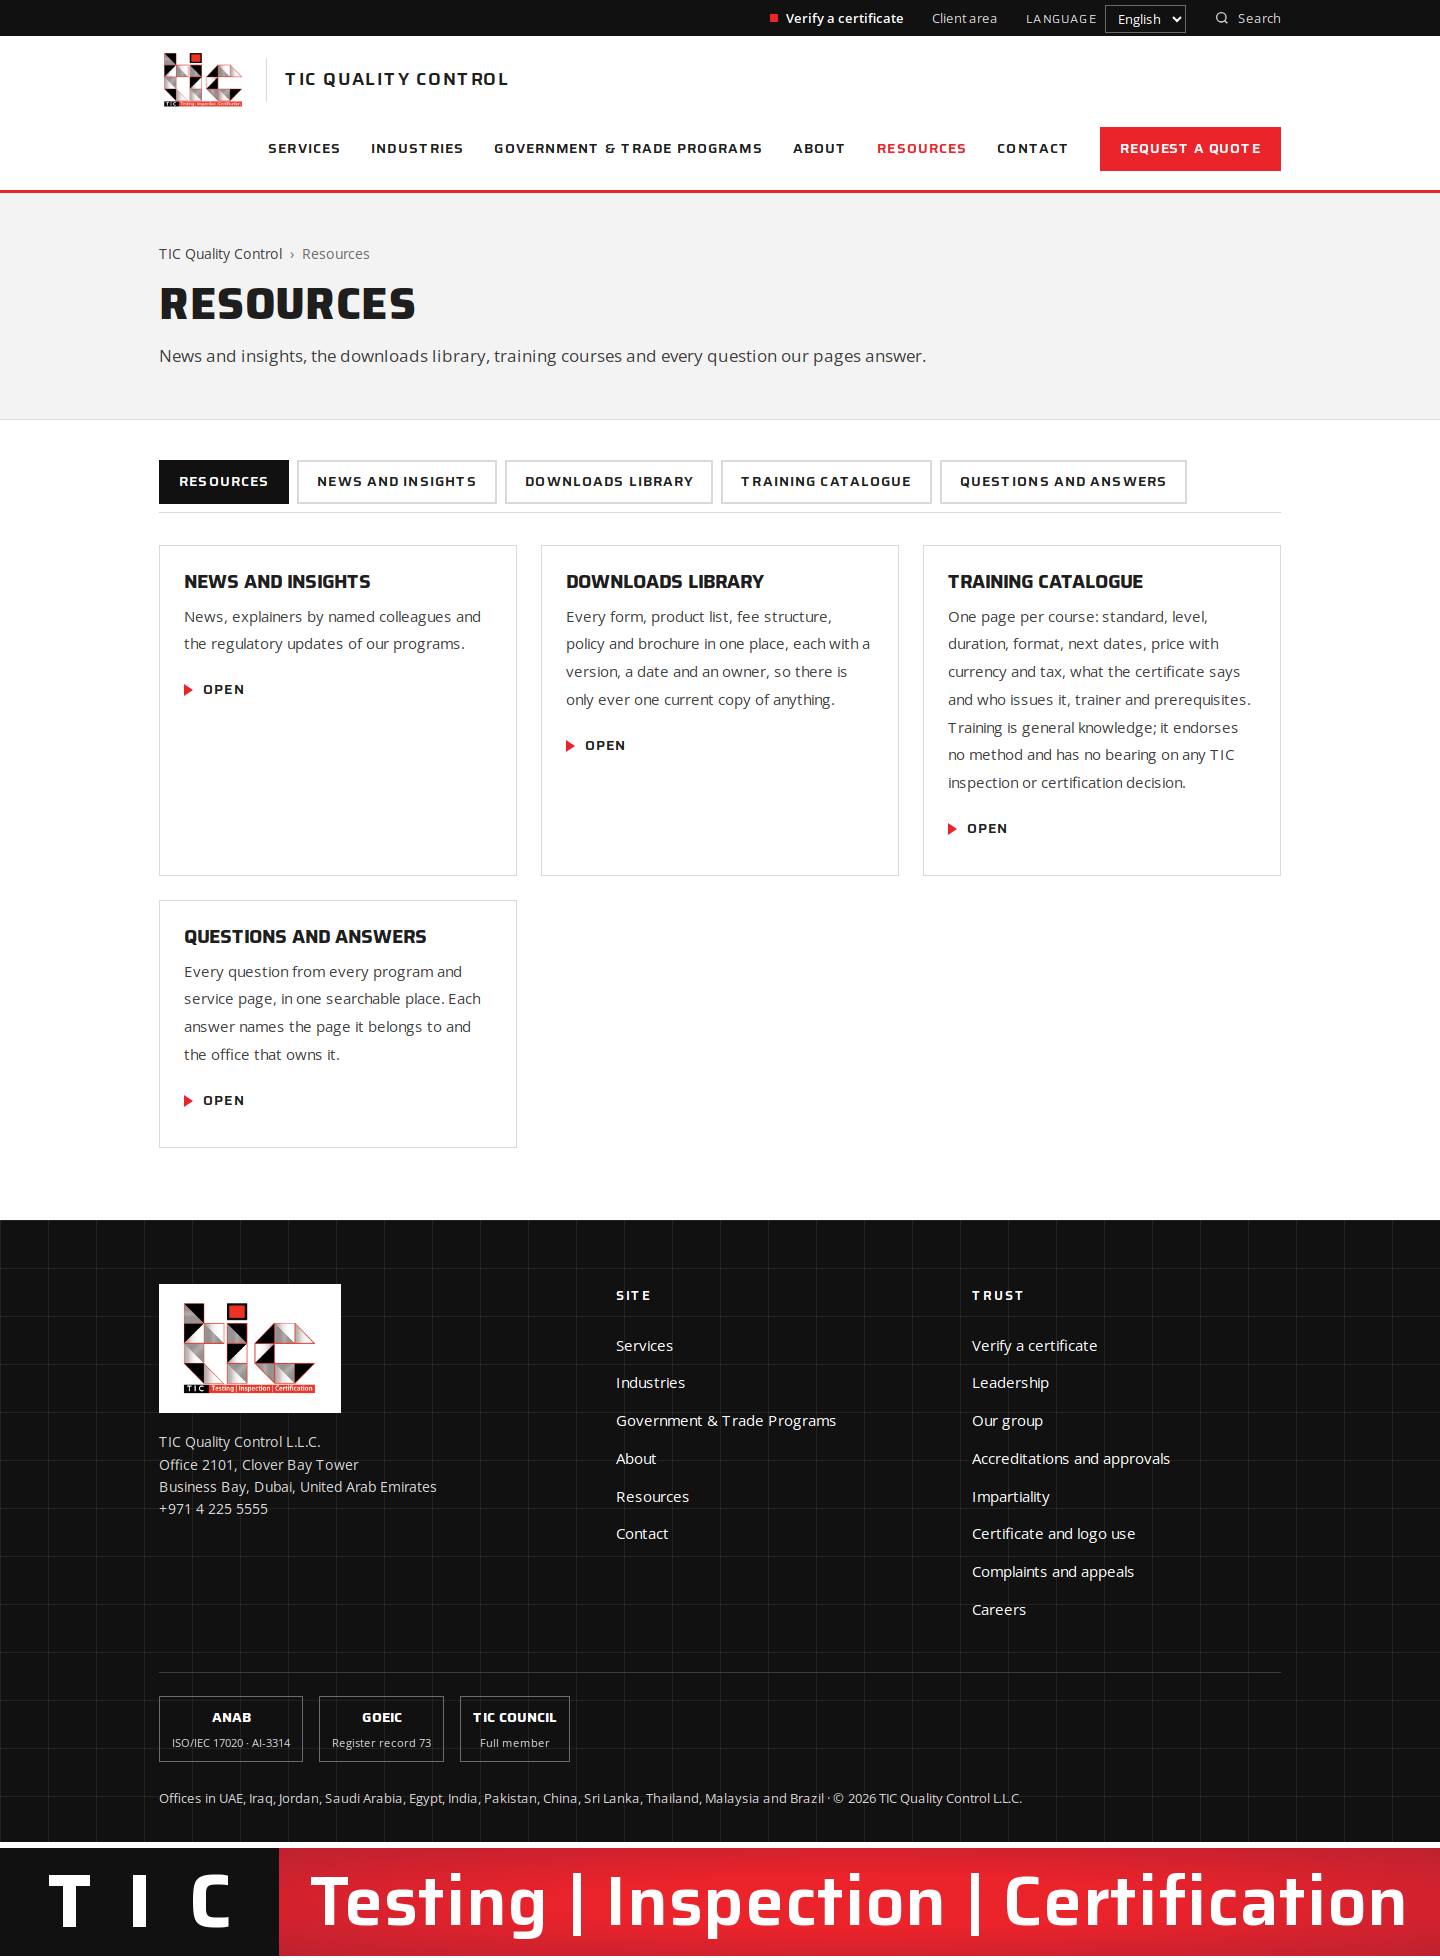 Verify a certificate
Client area
LANGUAGE
English
Search
tic
TIC Testing | Inspection | Certification
TIC QUALITY CONTROL
SERVICES
INDUSTRIES
GOVERNMENT & TRADE PROGRAMS
ABOUT
RESOURCES
CONTACT
REQUEST A QUOTE
TIC Quality Control › Resources
RESOURCES
News and insights, the downloads library, training courses and every question our pages answer.
RESOURCES
NEWS AND INSIGHTS
DOWNLOADS LIBRARY
TRAINING CATALOGUE
QUESTIONS AND ANSWERS
NEWS AND INSIGHTS
News, explainers by named colleagues and
the regulatory updates of our programs.
OPEN
DOWNLOADS LIBRARY
Every form, product list, fee structure,
policy and brochure in one place, each with a
version, a date and an owner, so there is
only ever one current copy of anything.
OPEN
TRAINING CATALOGUE
One page per course: standard, level,
duration, format, next dates, price with
currency and tax, what the certificate says
and who issues it, trainer and prerequisites.
Training is general knowledge; it endorses
no method and has no bearing on any TIC
inspection or certification decision.
OPEN
QUESTIONS AND ANSWERS
Every question from every program and
service page, in one searchable place. Each
answer names the page it belongs to and
the office that owns it.
OPEN
tic
TIC Testing | Inspection | Certification
TIC Quality Control L.L.C.
Office 2101, Clover Bay Tower
Business Bay, Dubai, United Arab Emirates
+971 4 225 5555
SITE
Services
Industries
Government & Trade Programs
About
Resources
Contact
TRUST
Verify a certificate
Leadership
Our group
Accreditations and approvals
Impartiality
Certificate and logo use
Complaints and appeals
Careers
ANAB
ISO/IEC 17020 · AI-3314
GOEIC
Register record 73
TIC COUNCIL
Full member
Offices in UAE, Iraq, Jordan, Saudi Arabia, Egypt, India, Pakistan, China, Sri Lanka, Thailand, Malaysia and Brazil · © 2026 TIC Quality Control L.L.C.
TIC Testing | Inspection | Certification